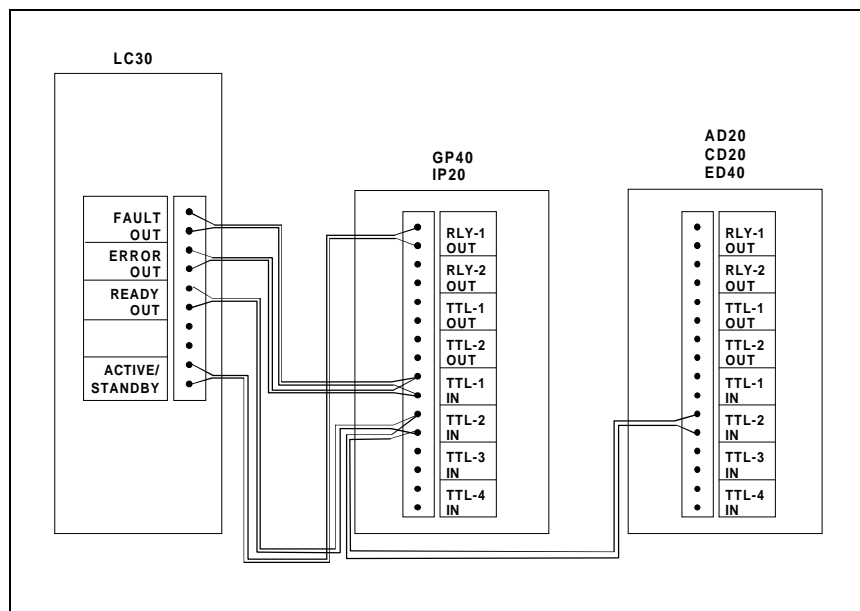 LC30
FAULT
OUT
ERROR
OUT
READY
OUT
ACTIVE/
STANDBY
GP40
IP20
RLY-1
OUT
RLY-2
OUT
TTL-1
OUT
TTL-2
OUT
TTL-1
IN
TTL-2
IN
TTL-3
IN
TTL-4
IN
AD20
CD20
ED40
RLY-1
OUT
RLY-2
OUT
TTL-1
OUT
TTL-2
OUT
TTL-1
IN
TTL-2
IN
TTL-3
IN
TTL-4
IN